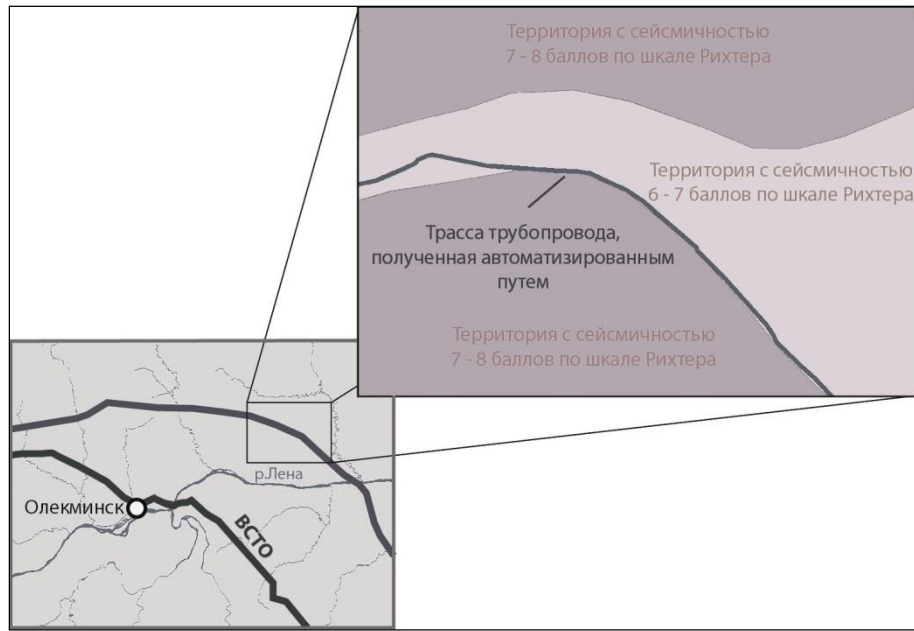 Территория с сейсмичностью
7 - 8 баллов по шкале Рихтера
Территория с сейсмичностью
6 - 7 баллов по шкале Рихтера
Трасса трубопровода,
полученная автоматизированным
путем
Территория с сейсмичностью
7 - 8 баллов по шкале Рихтера
р.Лена
Олекминск
ВСТО